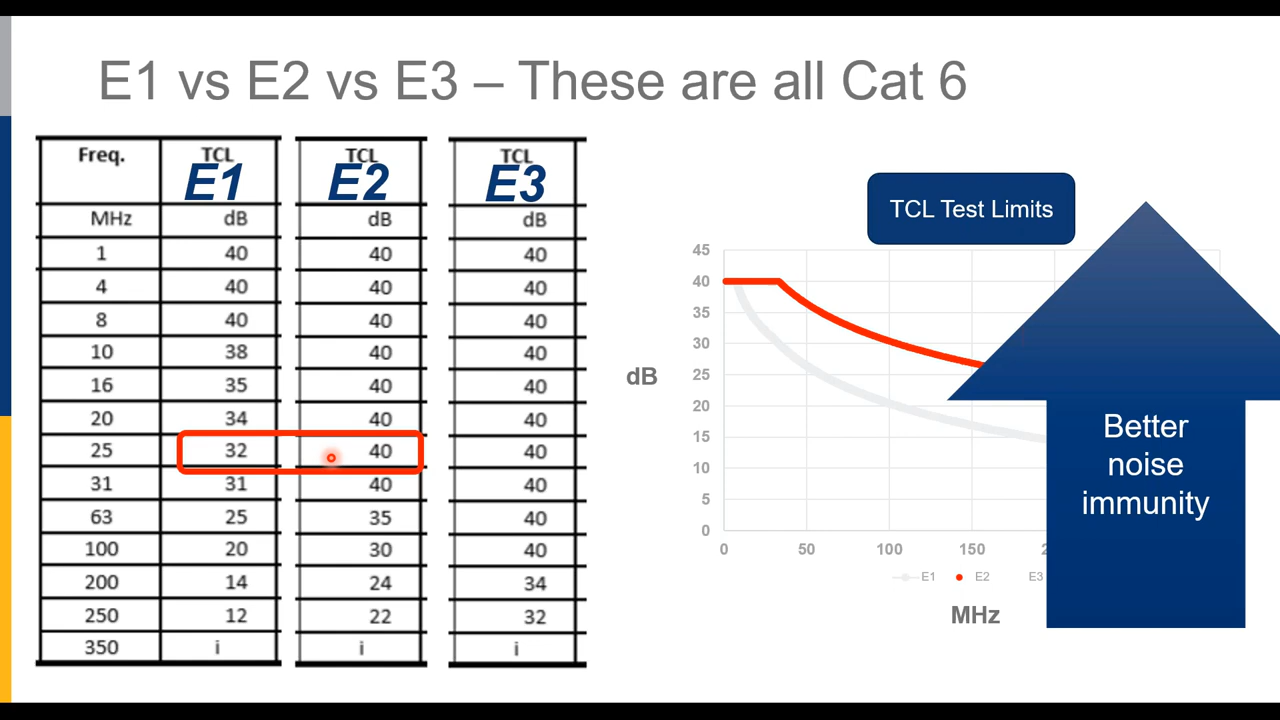 E1 vs E2 vs E3 – These are all Cat 6
Freq. TCL E1 TCL E2 TCL E3
MHz dB dB dB
1 40 40 40
4 40 40 40
8 40 40 40
10 38 40 40
16 35 40 40
20 34 40 40
25 32 40 40
31 31 40 40
63 25 35 40
100 20 30 40
200 14 24 34
250 12 22 32
350 i i i
TCL Test Limits
45
40
35
30
25
20
15
10
5
0
dB
0 50 100 150
E1 E2 E3
MHz
Better
noise
immunity